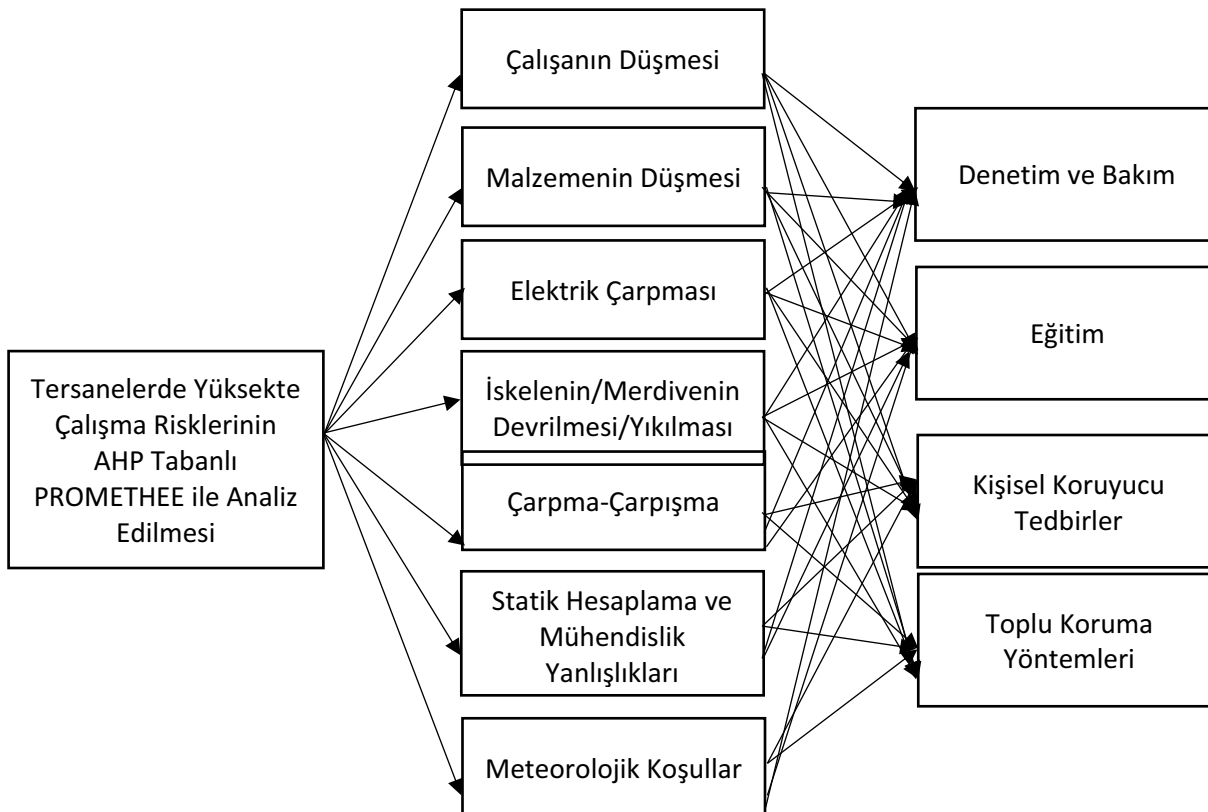 Tersanelerde Yüksekte
Çalışma Risklerinin
AHP Tabanlı
PROMETHEE ile Analiz
Edilmesi
Çalışanın Düşmesi
Malzemenin Düşmesi
Elektrik Çarpması
İskelenin/Merdivenin
Devrilmesi/Yıkılması
Çarpma-Çarpışma
Statik Hesaplama ve
Mühendislik
Yanlışlıkları
Meteorolojik Koşullar
Denetim ve Bakım
Eğitim
Kişisel Koruyucu
Tedbirler
Toplu Koruma
Yöntemleri